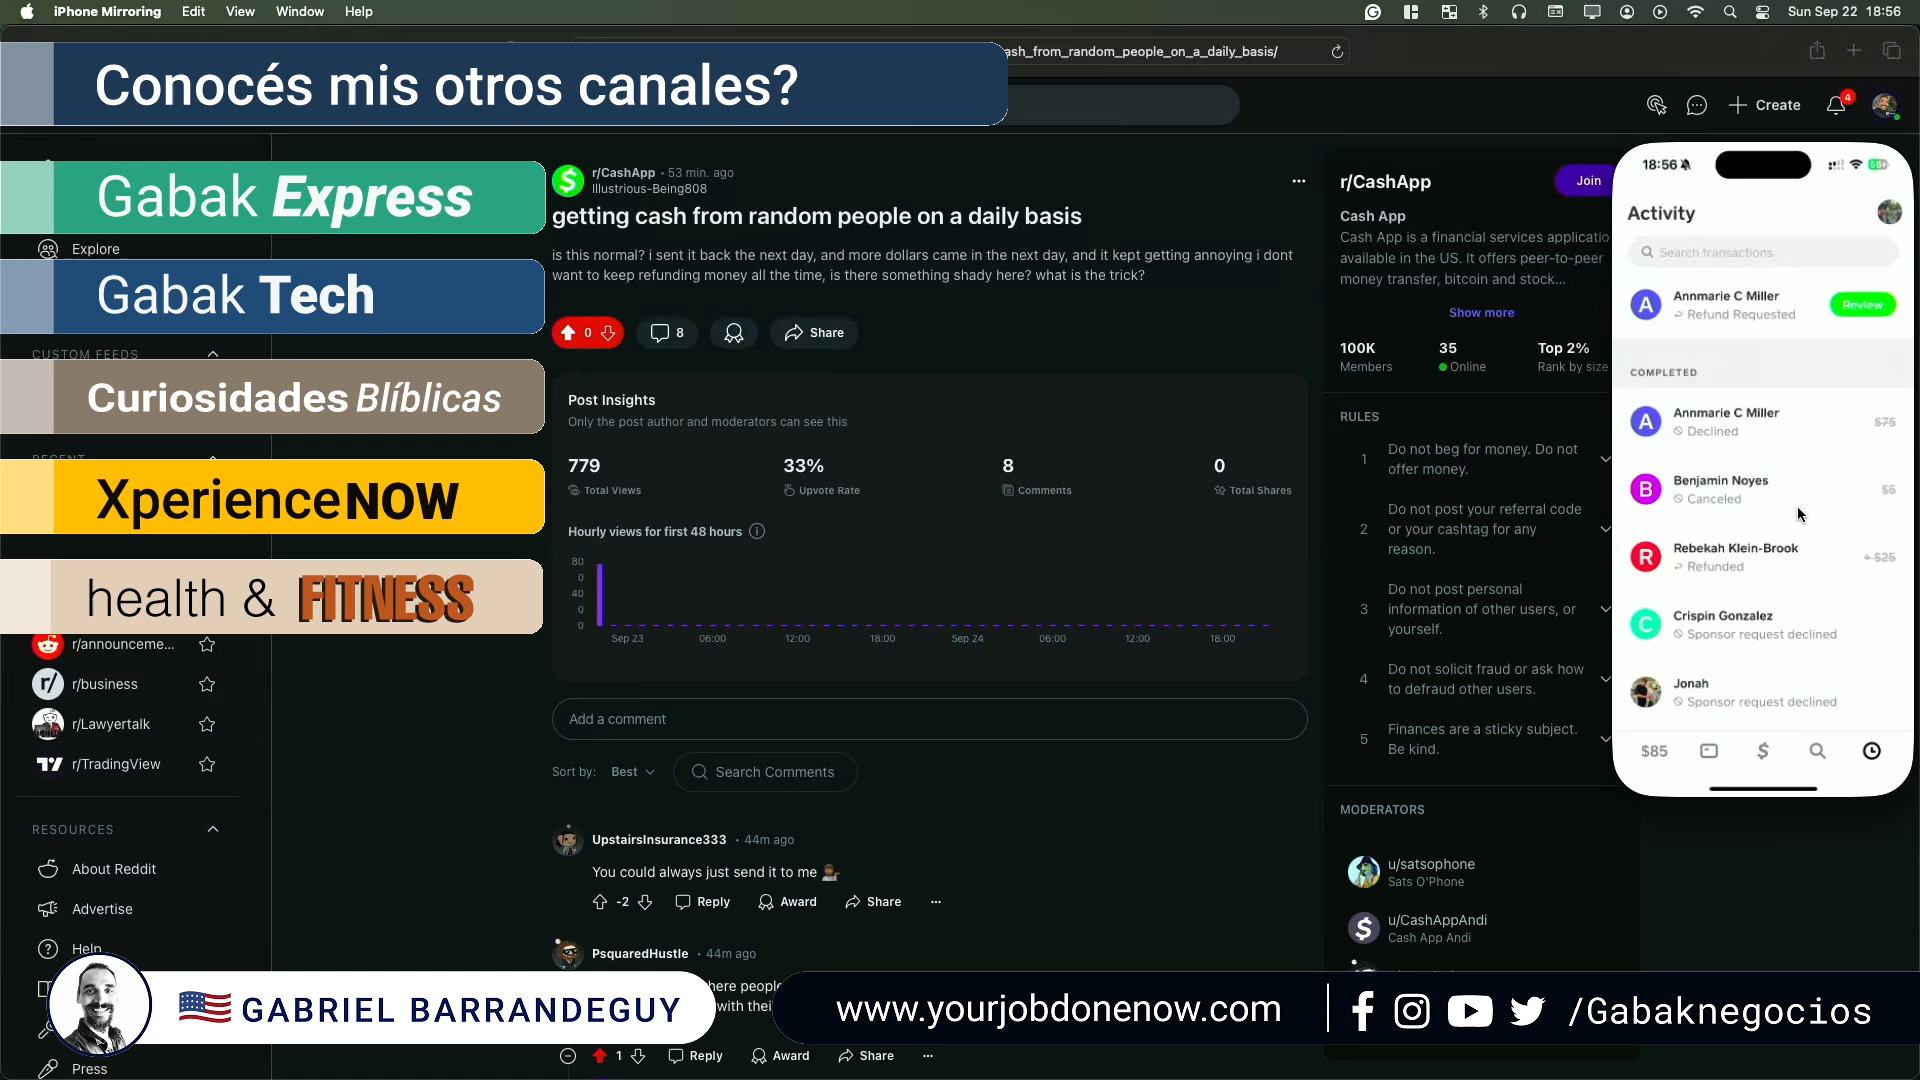 iPhone Mirroring Edit View Window Help
Sun Sep 22 18:56
ash_from_random_people_on_a_daily_basis/
Conocés mis otros canales?
Create
4
Gabak Express
Explore
Gabak Tech
CUSTOM FEEDS
Curiosidades Blíblicas
XperienceNOW
health & FITNESS
r/announceme...
r/business
r/Lawyertalk
r/TradingView
RESOURCES
About Reddit
Advertise
Help
Press
r/CashApp • 53 min. ago
Illustrious-Being808
getting cash from random people on a daily basis
is this normal? i sent it back the next day, and more dollars came in the next day, and it kept getting annoying i dont
want to keep refunding money all the time, is there something shady here? what is the trick?
0
8
Share
Post Insights
Only the post author and moderators can see this
779
Total Views
33%
Upvote Rate
8
Comments
0
Total Shares
Hourly views for first 48 hours
80
0
40
0
0
Sep 23 06:00 12:00 18:00 Sep 24 06:00 12:00 18:00
Add a comment
Sort by: Best
Search Comments
UpstairsInsurance333 • 44m ago
You could always just send it to me
-2 Reply Award Share
PsquaredHustle • 44m ago
here people
with thei
1 Reply Award Share
r/CashApp
Join
Cash App
Cash App is a financial services applicatio
available in the US. It offers peer-to-peer
money transfer, bitcoin and stock...
Show more
100K
Members
35
Online
Top 2%
Rank by size
RULES
1 Do not beg for money. Do not
offer money.
2 Do not post your referral code
or your cashtag for any
reason.
3 Do not post personal
information of other users, or
yourself.
4 Do not solicit fraud or ask how
to defraud other users.
5 Finances are a sticky subject.
Be kind.
MODERATORS
u/satsophone
Sats O'Phone
u/CashAppAndi
Cash App Andi
18:56
Activity
Search transactions
A
Annmarie C Miller
Refund Requested
Review
COMPLETED
A
Annmarie C Miller
Declined
$75
B
Benjamin Noyes
Canceled
$5
R
Rebekah Klein-Brook
Refunded
+ $25
C
Crispin Gonzalez
Sponsor request declined
Jonah
Sponsor request declined
$85
GABRIEL BARRANDEGUY
www.yourjobdonenow.com
/Gabaknegocios